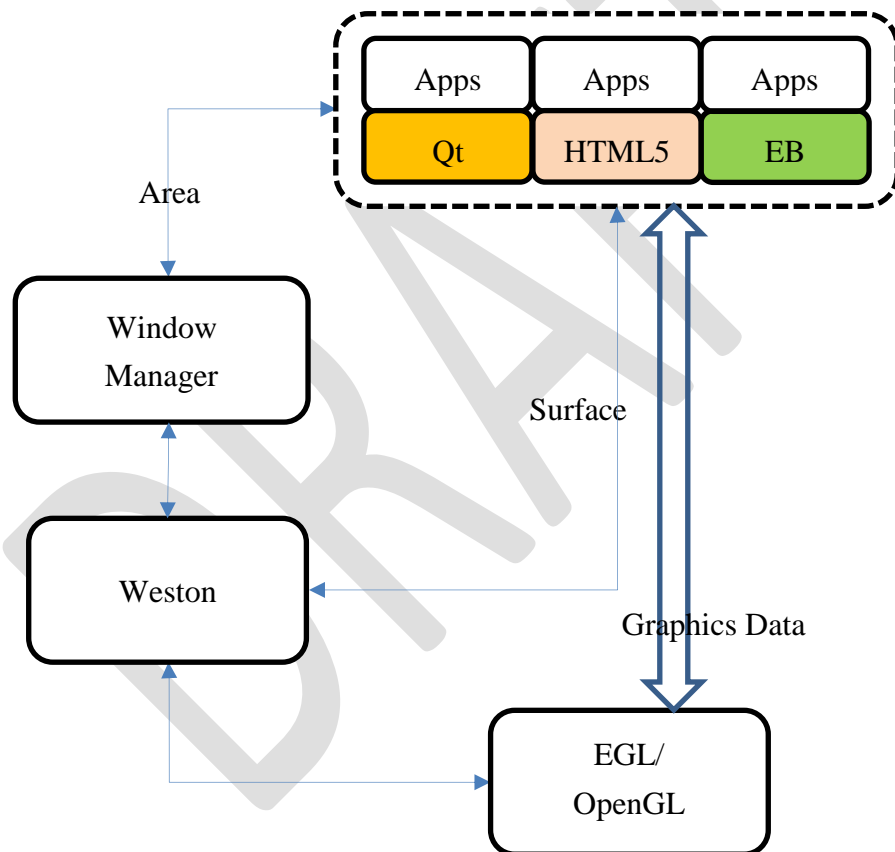 Apps Apps Apps
Qt HTML5 EB
Area
Window
Manager
Surface
Weston
Graphics Data
EGL/
OpenGL
DRAFT